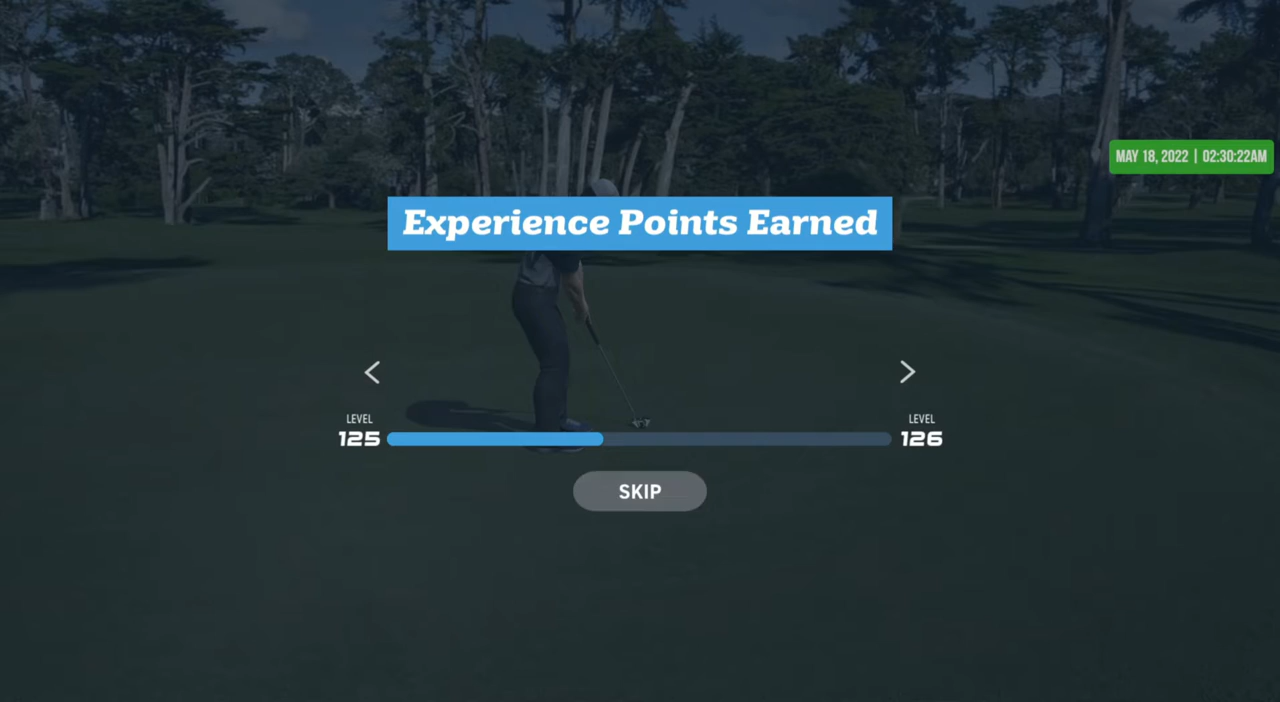 MAY 18, 2022 | 02:30:22AM
Experience Points Earned
LEVEL
125
LEVEL
126
SKIP